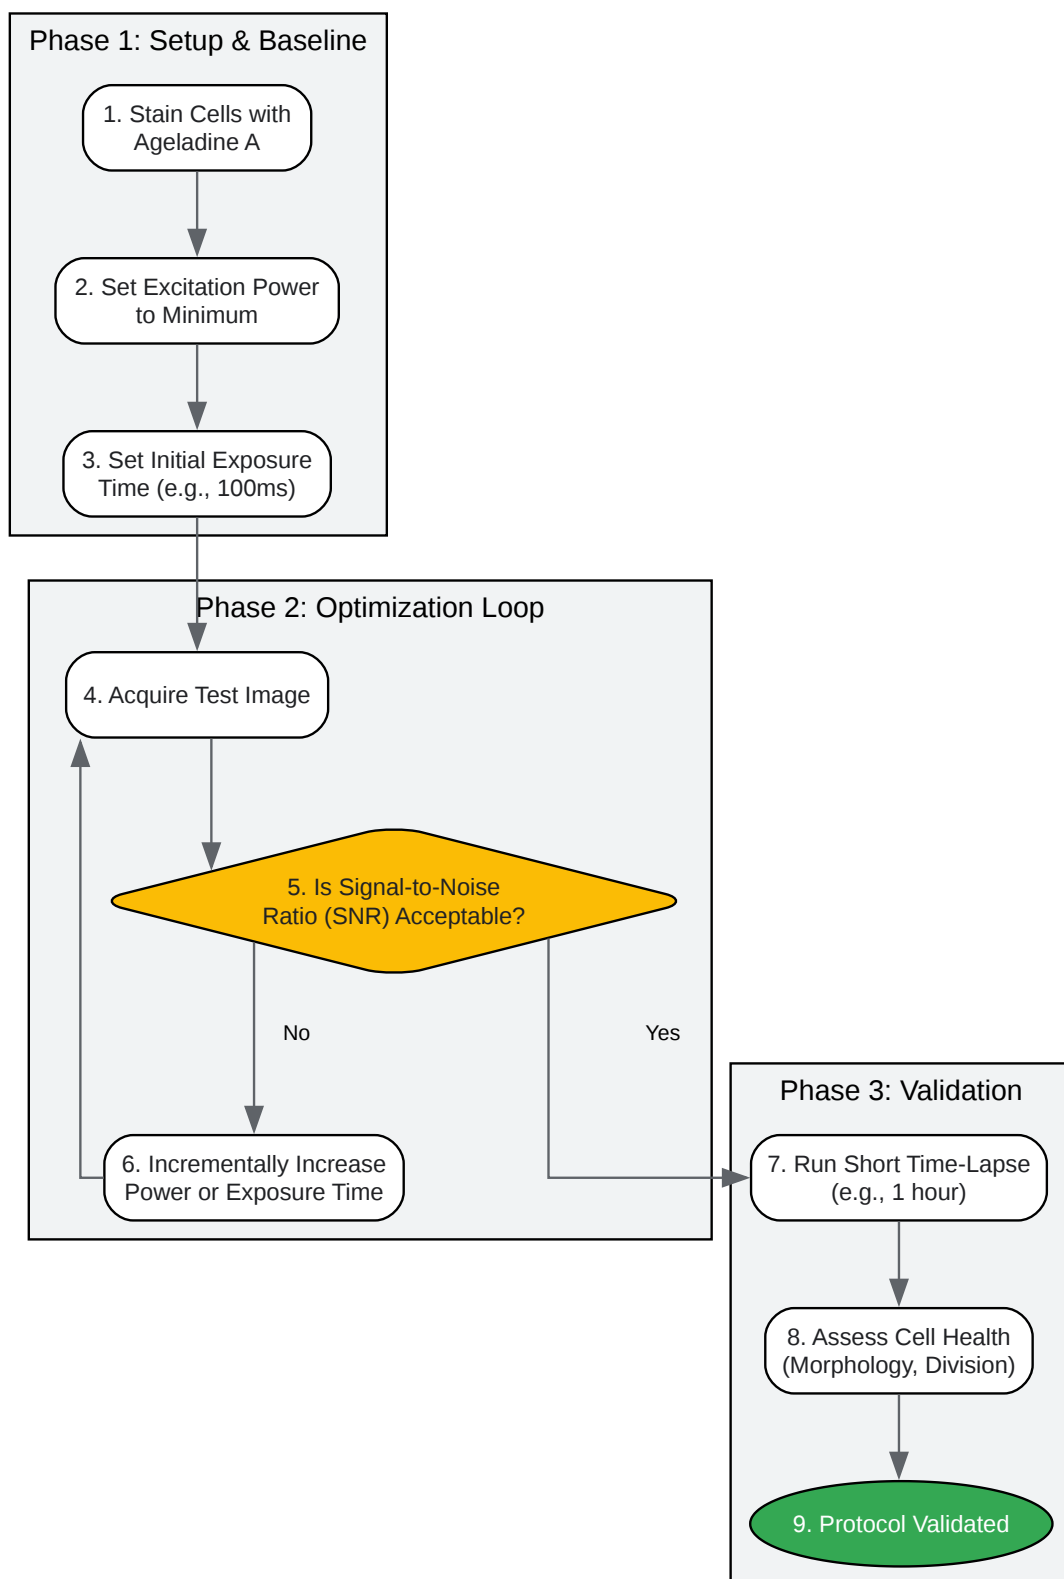 Phase 1: Setup & Baseline
1. Stain Cells with
Ageladine A
2. Set Excitation Power
to Minimum
3. Set Initial Exposure
Time (e.g., 100ms)
Phase 2: Optimization Loop
4. Acquire Test Image
5. Is Signal-to-Noise
Ratio (SNR) Acceptable?
No
Yes
6. Incrementally Increase
Power or Exposure Time
Phase 3: Validation
7. Run Short Time-Lapse
(e.g., 1 hour)
8. Assess Cell Health
(Morphology, Division)
9. Protocol Validated